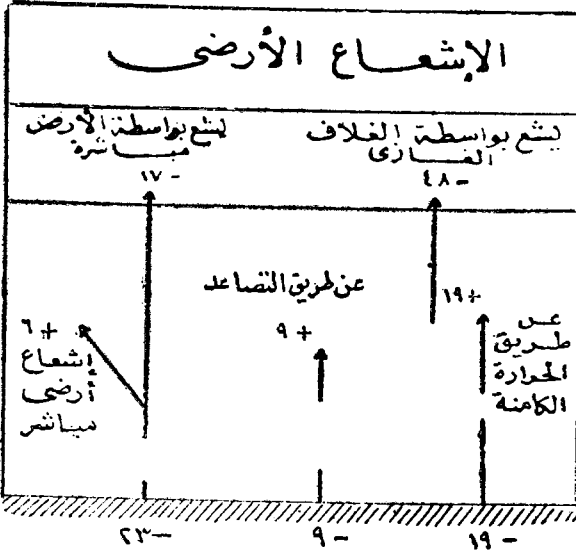 الإشعاع الأرضى
يشع بواسطة الغلاف
الغازى
-٤٨
يشع بواسطة الأرض
مباشرة
-١٧
عن طريق التصاعد
+٩
+١٩
عن
طريق
الحرارة
الكامنة
+٦
إشعاع
أرضى
مباشر
-١٩
-٩
-٢٣